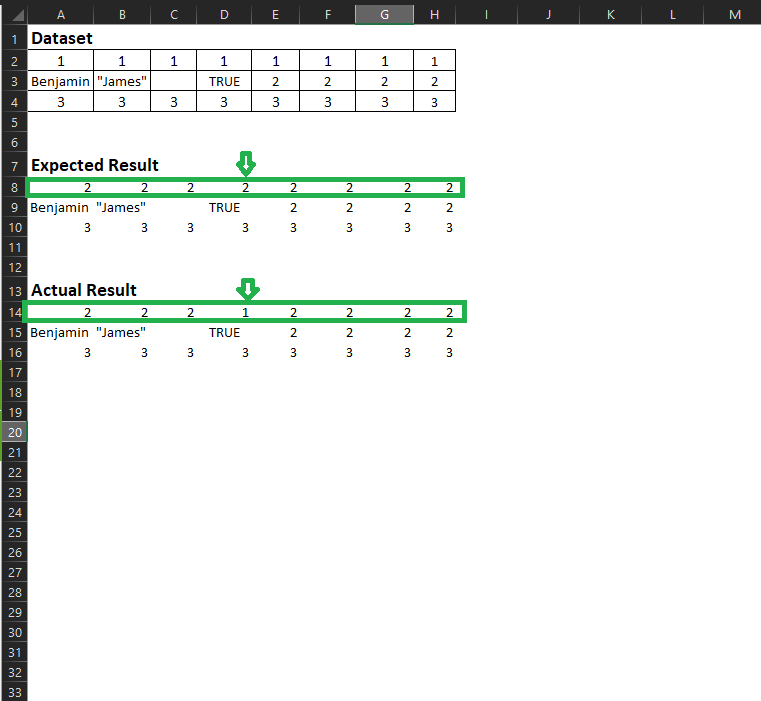 A B C D E F G H I J K L M
1 Dataset
2 1 1 1 1 1 1 1 1
3 Benjamin "James" TRUE 2 2 2 2
4 3 3 3 3 3 3 3 3
5
6
7 Expected Result
8 2 2 2 2 2 2 2 2
9 Benjamin "James" TRUE 2 2 2 2
10 3 3 3 3 3 3 3 3
11
12
13 Actual Result
14 2 2 2 1 2 2 2 2
15 Benjamin "James" TRUE 2 2 2 2
16 3 3 3 3 3 3 3 3
17
18
19
20
21
22
23
24
25
26
27
28
29
30
31
32
33